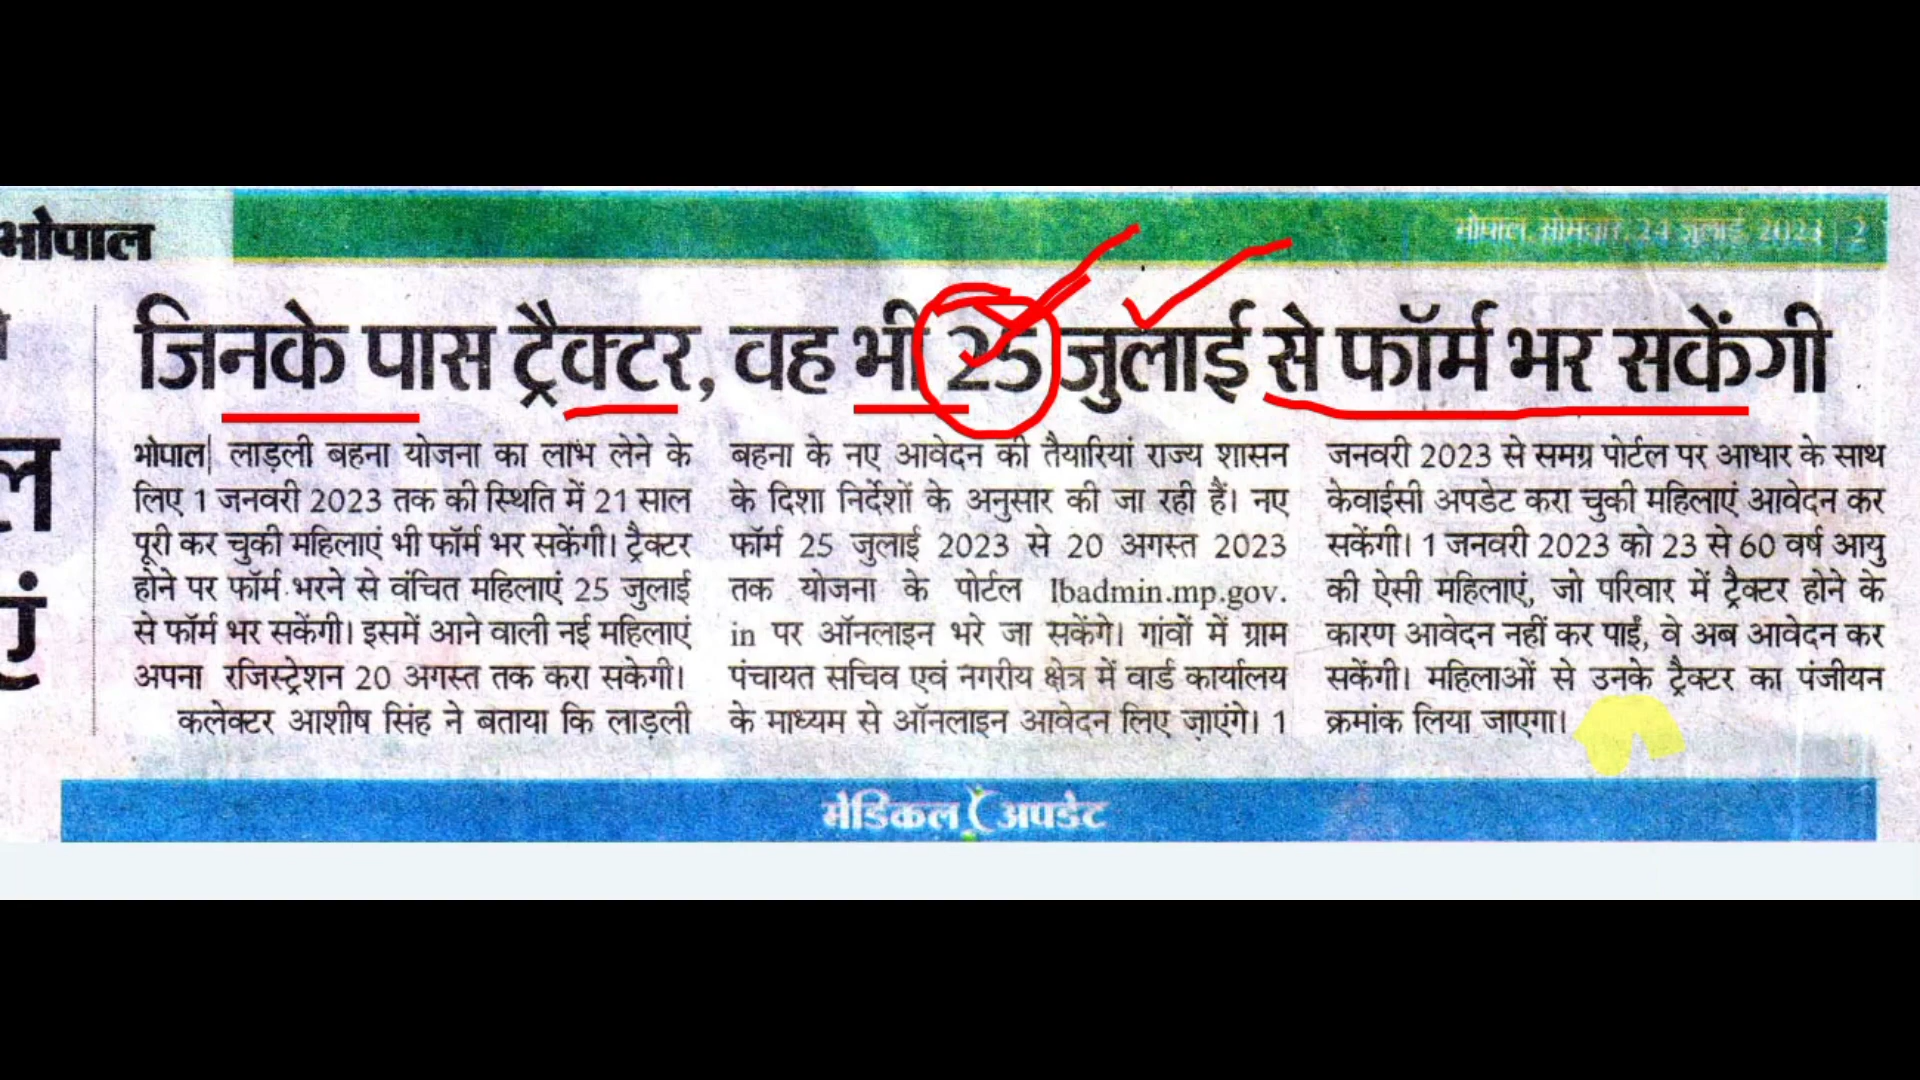 भोपाल
भोपाल, सोमवार, 24 जुलाई, 2023 | 2
जिनके पास ट्रैक्टर, वह भी 25 जुलाई से फॉर्म भर सकेंगी
भोपाल| लाड़ली बहना योजना का लाभ लेने के
लिए 1 जनवरी 2023 तक की स्थिति में 21 साल
पूरी कर चुकी महिलाएं भी फॉर्म भर सकेंगी। ट्रैक्टर
होने पर फॉर्म भरने से वंचित महिलाएं 25 जुलाई
से फॉर्म भर सकेंगी। इसमें आने वाली नई महिलाएं
अपना रजिस्ट्रेशन 20 अगस्त तक करा सकेगी।
कलेक्टर आशीष सिंह ने बताया कि लाड़ली
बहना के नए आवेदन की तैयारियां राज्य शासन
के दिशा निर्देशों के अनुसार की जा रही हैं। नए
फॉर्म 25 जुलाई 2023 से 20 अगस्त 2023
तक योजना के पोर्टल lbadmin.mp.gov.
in पर ऑनलाइन भरे जा सकेंगे। गांवों में ग्राम
पंचायत सचिव एवं नगरीय क्षेत्र में वार्ड कार्यालय
के माध्यम से ऑनलाइन आवेदन लिए जाएंगे। 1
जनवरी 2023 से समग्र पोर्टल पर आधार के साथ
केवाईसी अपडेट करा चुकी महिलाएं आवेदन कर
सकेंगी। 1 जनवरी 2023 को 23 से 60 वर्ष आयु
की ऐसी महिलाएं, जो परिवार में ट्रैक्टर होने के
कारण आवेदन नहीं कर पाईं, वे अब आवेदन कर
सकेंगी। महिलाओं से उनके ट्रैक्टर का पंजीयन
क्रमांक लिया जाएगा।
मेडिकल अपडेट